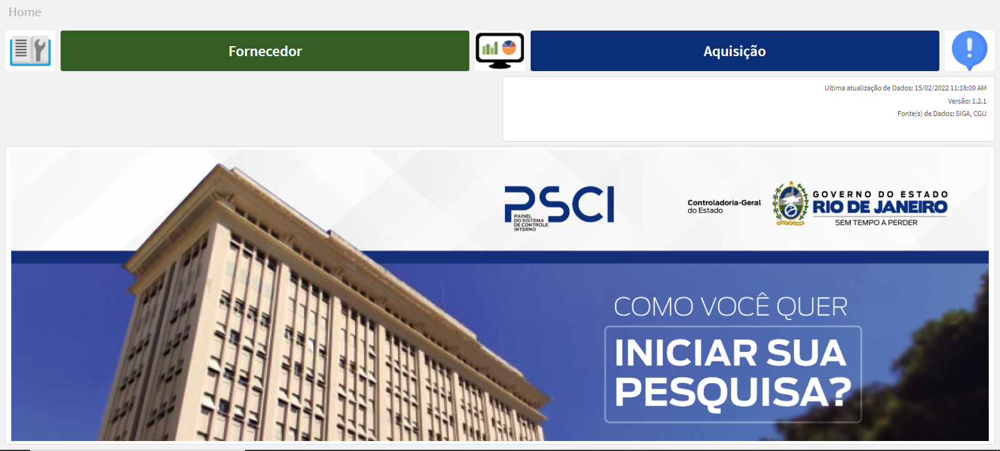 Home
Fornecedor
Aquisição
Ultima atualização de Dados: 15/02/2022 11:18:09 AM
Versão: 1.2.1
Fonte(s) de Dados: SIGA, CGU
PSCI
PAINEL
DO SISTEMA
DE CONTROLE
INTERNO
Controladoria-Geral
do Estado
GOVERNO DO ESTADO
RIO DE JANEIRO
SEM TEMPO A PERDER
COMO VOCÊ QUER
INICIAR SUA
PESQUISA?